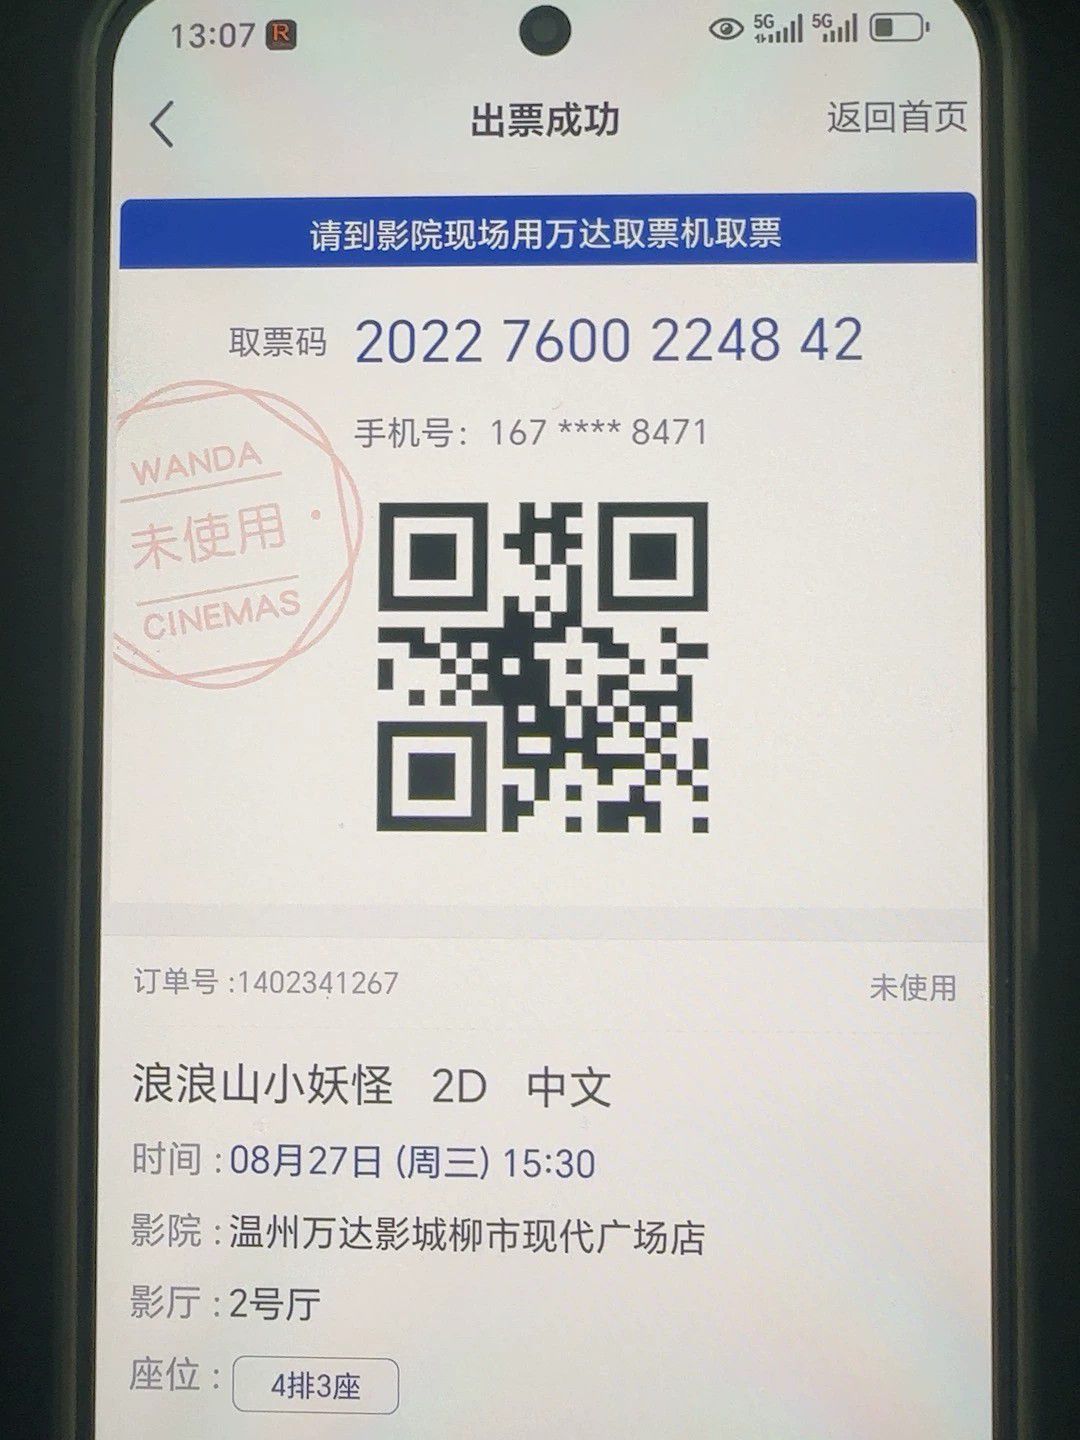 13:07 R 5G 5G
出票成功 返回首页
请到影院现场用万达取票机取票
取票码 2022 7600 2248 42
手机号：167 **** 8471
WANDA
未使用
CINEMAS
订单号:1402341267 未使用
浪浪山小妖怪 2D 中文
时间:08月27日 (周三) 15:30
影院:温州万达影城柳市现代广场店
影厅:2号厅
座位:4排3座